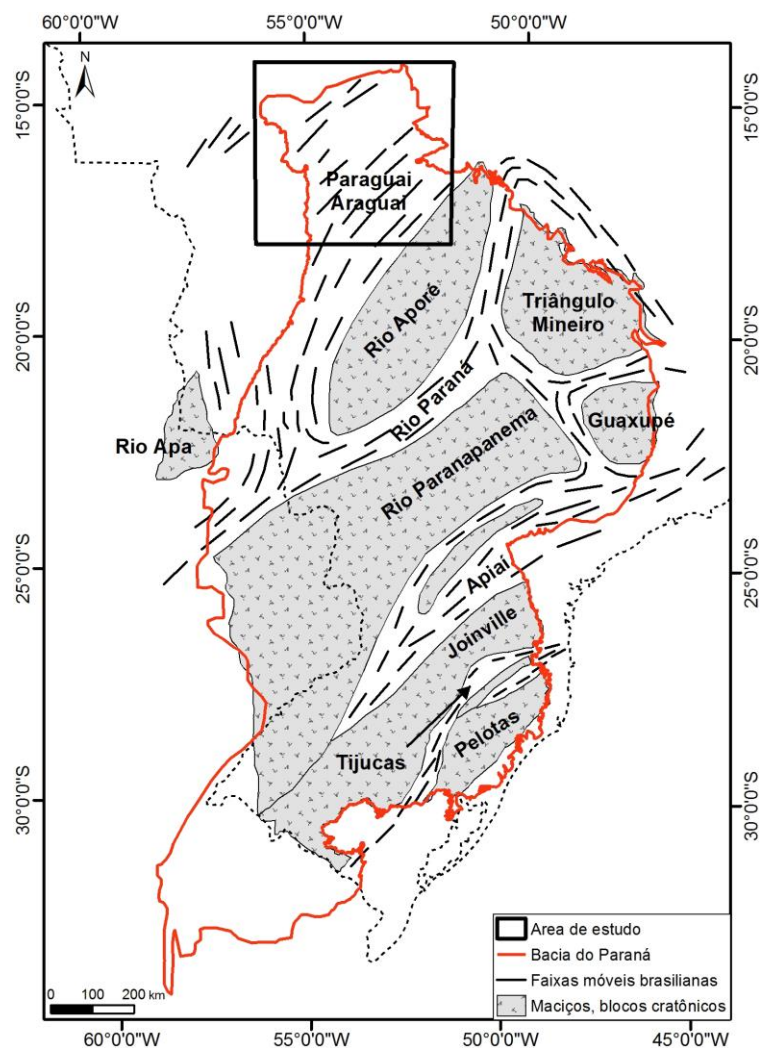 60°0'0"W 55°0'0"W 50°0'0"W
N
15°0'0"S 15°0'0"S
Paraguai
Araguai
Rio Aporé
Triângulo
Mineiro
20°0'0"S 20°0'0"S
Rio Paraná
Guaxupé
Rio Apa
Rio Paranapanema
25°0'0"S 25°0'0"S
Apiaí
Joinville
Pelotas
Tijucas
30°0'0"S 30°0'0"S
Area de estudo
Bacia do Paraná
Faixas móveis brasilianas
Maciços, blocos cratônicos
0 100 200 km
60°0'0"W 55°0'0"W 50°0'0"W 45°0'0"W